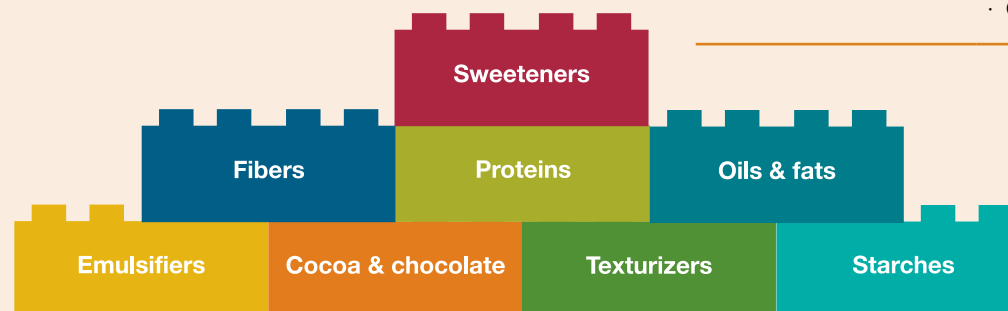 Sweeteners
Fibers
Proteins
Oils & fats
Emulsifiers
Cocoa & chocolate
Texturizers
Starches